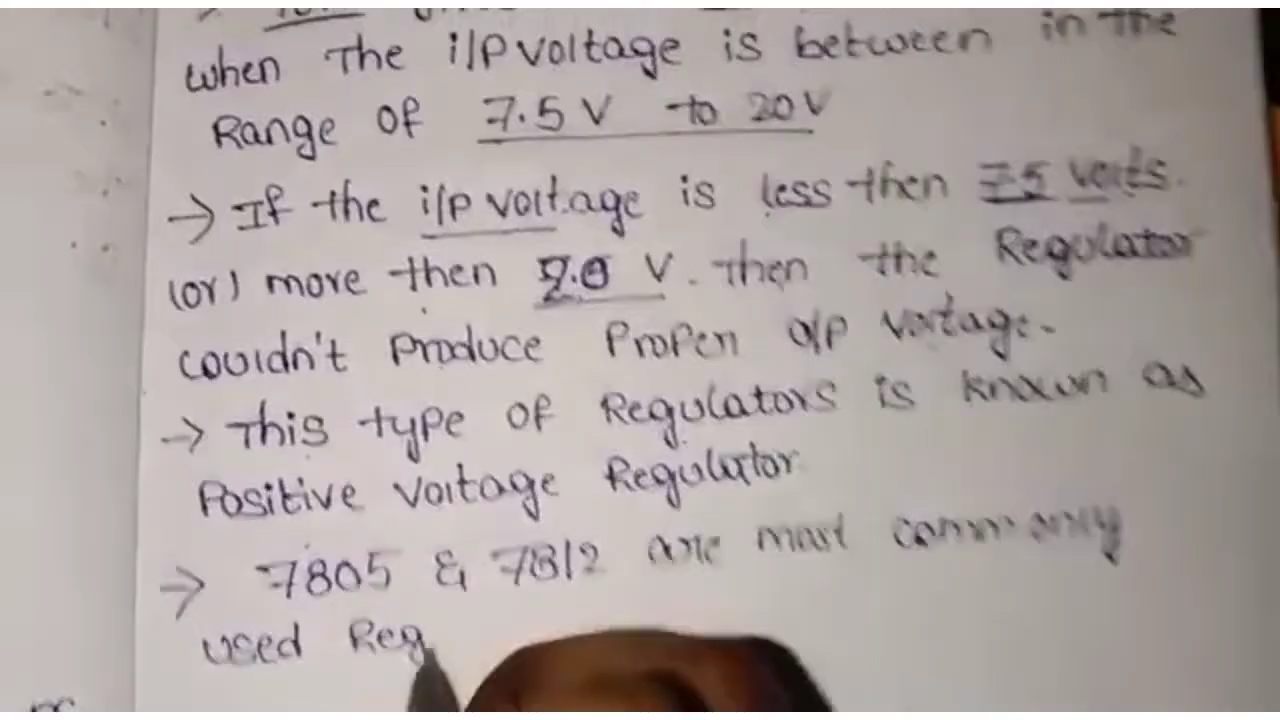 when The i/p voltage is between in the
Range of 7.5 V to 20 V
→ If the i/p voltage is less then 7.5 volts.
(or) more then 2.0 V. Then the Regulator
couldn't Produce Proper o/p voltage.
→ This type of Regulators is known as
Positive Voltage Regulator
→ 7805 & 7812 are most commonly
used Reg